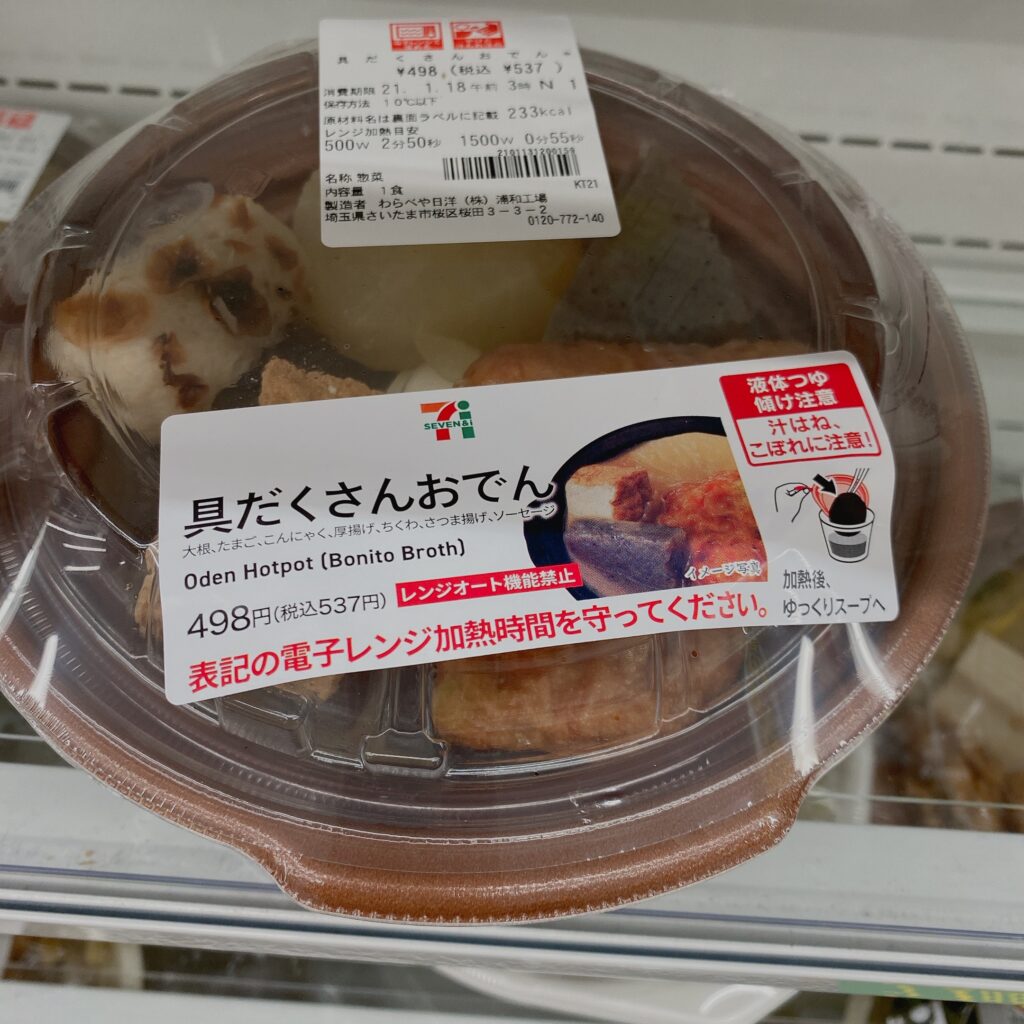 具だくさんおでん
¥498 (税込 ¥537 )
消費期限 21. 1.18 午前 3時 N 1
保存方法 10℃以下
原材料名は裏面ラベルに記載 233kcal
レンジ加熱目安
500W 2分50秒 1500W 0分55秒
2101131200159
名称 惣菜
KT21
内容量 1食
製造者 わらべや日洋(株)浦和工場
埼玉県さいたま市桜区桜田3-3-2
0120-772-140
SEVEN&i
具だくさんおでん
大根、たまご、こんにゃく、厚揚げ、ちくわ、さつま揚げ、ソーセージ
Oden Hotpot (Bonito Broth)
498円(税込537円)
レンジオート機能禁止
表記の電子レンジ加熱時間を守ってください。
イメージ写真
液体つゆ
傾け注意
汁はね、
こぼれに注意!
加熱後、
ゆっくりスープへ